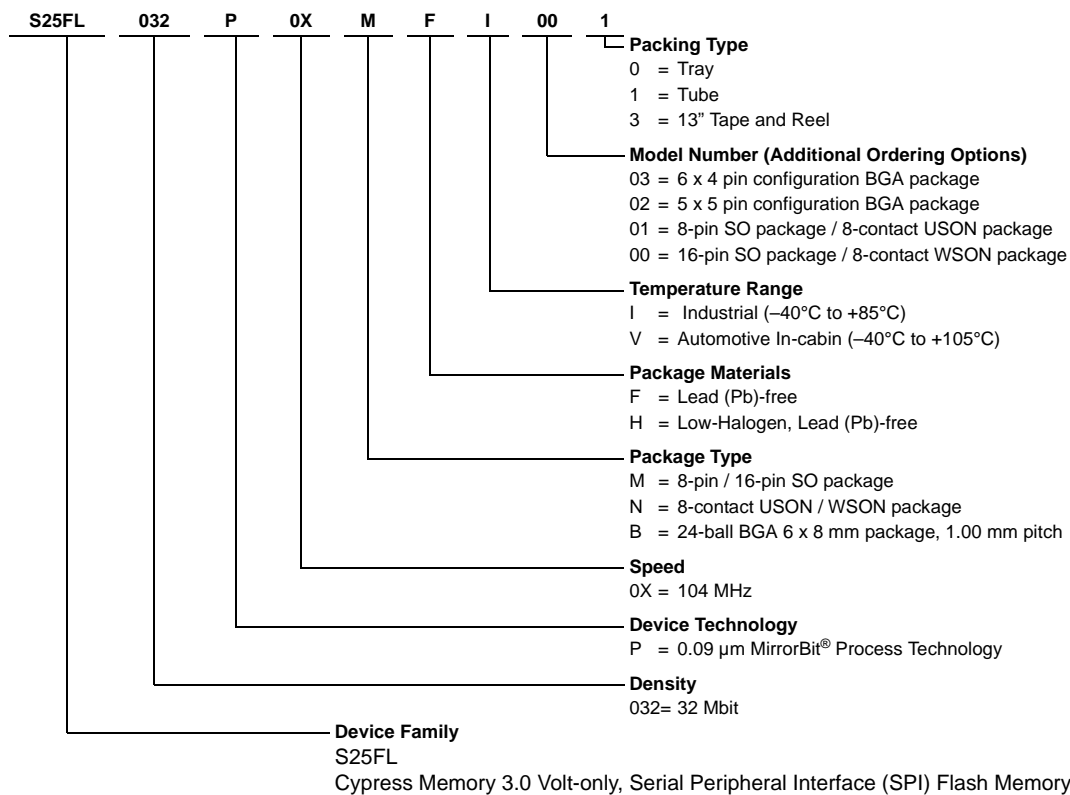 S25FL 032 P 0X M F I 00 1
Packing Type
0 = Tray
1 = Tube
3 = 13” Tape and Reel
Model Number (Additional Ordering Options)
03 = 6 x 4 pin configuration BGA package
02 = 5 x 5 pin configuration BGA package
01 = 8-pin SO package / 8-contact USON package
00 = 16-pin SO package / 8-contact WSON package
Temperature Range
I = Industrial (–40°C to +85°C)
V = Automotive In-cabin (–40°C to +105°C)
Package Materials
F = Lead (Pb)-free
H = Low-Halogen, Lead (Pb)-free
Package Type
M = 8-pin / 16-pin SO package
N = 8-contact USON / WSON package
B = 24-ball BGA 6 x 8 mm package, 1.00 mm pitch
Speed
0X = 104 MHz
Device Technology
P = 0.09 µm MirrorBit® Process Technology
Density
032= 32 Mbit
Device Family
S25FL
Cypress Memory 3.0 Volt-only, Serial Peripheral Interface (SPI) Flash Memory